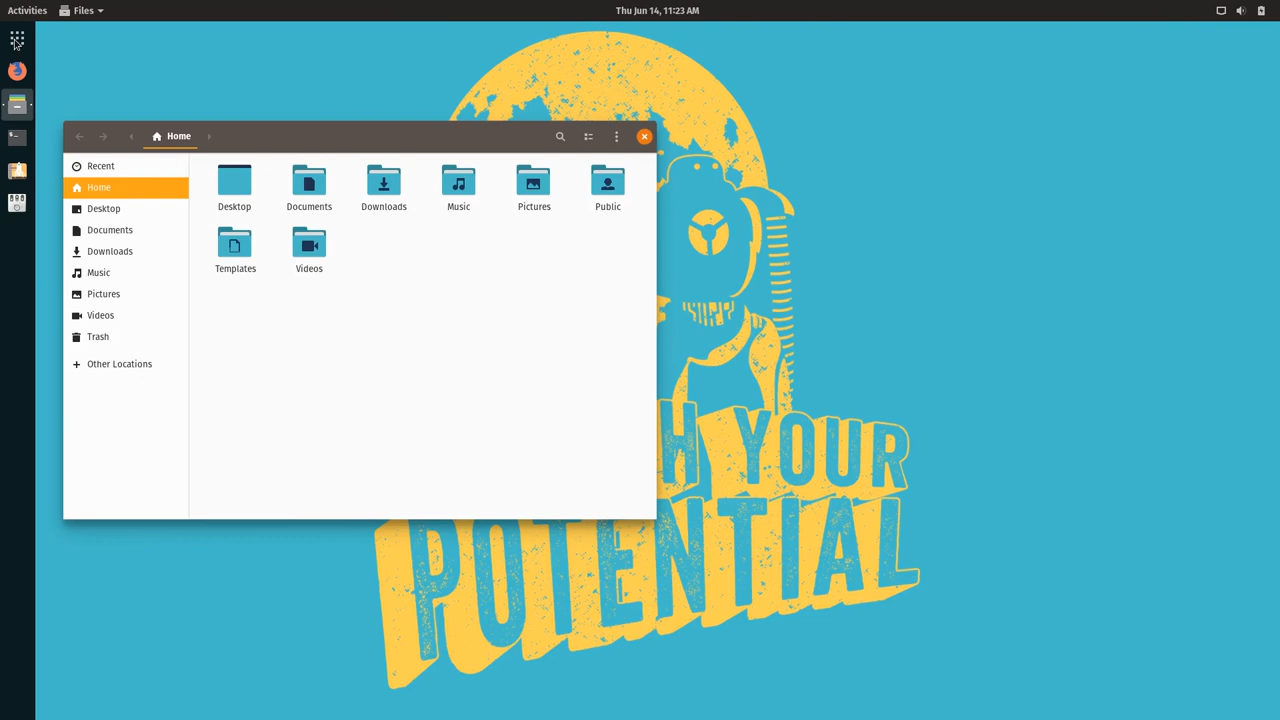 Activities
Files
Thu Jun 14, 11:23 AM
Home
Recent
Home
Desktop
Documents
Downloads
Music
Pictures
Videos
Trash
Other Locations
Desktop Documents Downloads Music Pictures Public
Templates Videos
YOUR
POTENTIAL